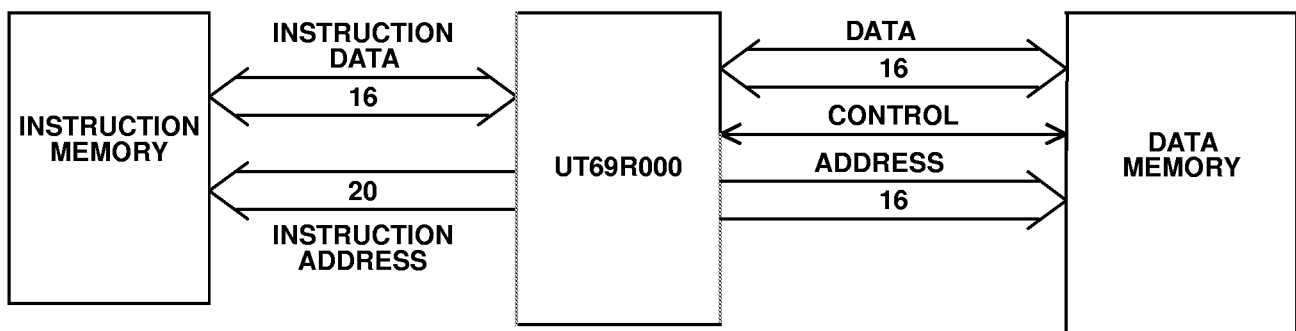 INSTRUCTION
MEMORY
INSTRUCTION
DATA
16
20
INSTRUCTION
ADDRESS
UT69R000
DATA
16
CONTROL
ADDRESS
16
DATA
MEMORY